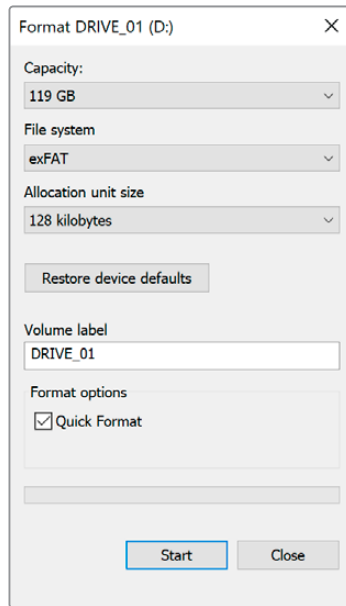 Format DRIVE_01 (D:)
Capacity:
119 GB
File system
exFAT
Allocation unit size
128 kilobytes
Restore device defaults
Volume label
DRIVE_01
Format options
Quick Format
Start Close